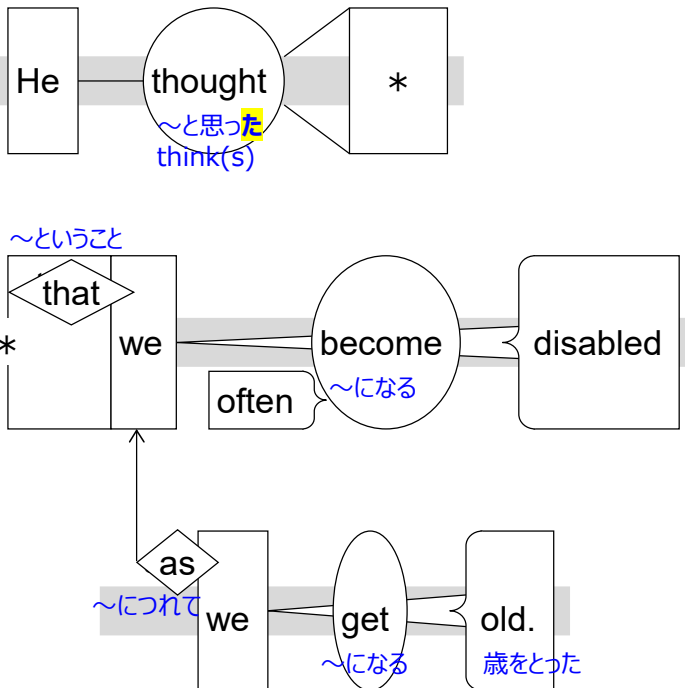 He thought *
～と思った
think(s)
～ということ
that
* we become disabled
often ～になる
as
～につれて
we get old.
～になる 歳をとった